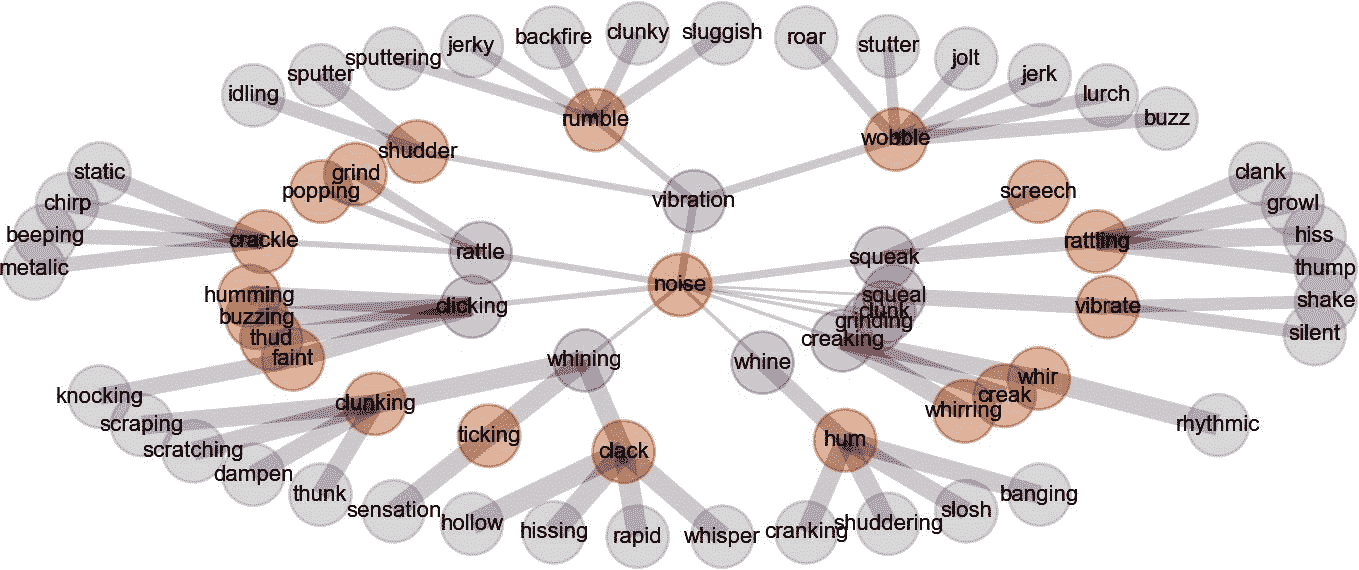 roar
clunky
sluggish
backfire
jerky
stutter
sputtering
jolt
sputter
jerk
idling
lurch
buzz
rumble
wobble
shudder
static
grind
clank
popping
screech
vibration
chirp
growl
beeping
crackle
rattle
squeak
rattling
hiss
metalic
noise
thump
humming
clicking
squeal
vibrate
shake
buzzing
clunk
grinding
silent
thud
creaking
faint
whining
whine
whir
knocking
clunking
creak
whirring
scraping
ticking
hum
rhythmic
scratching
clack
dampen
thunk
banging
sensation
hollow
slosh
shuddering
hissing
rapid
whisper
cranking